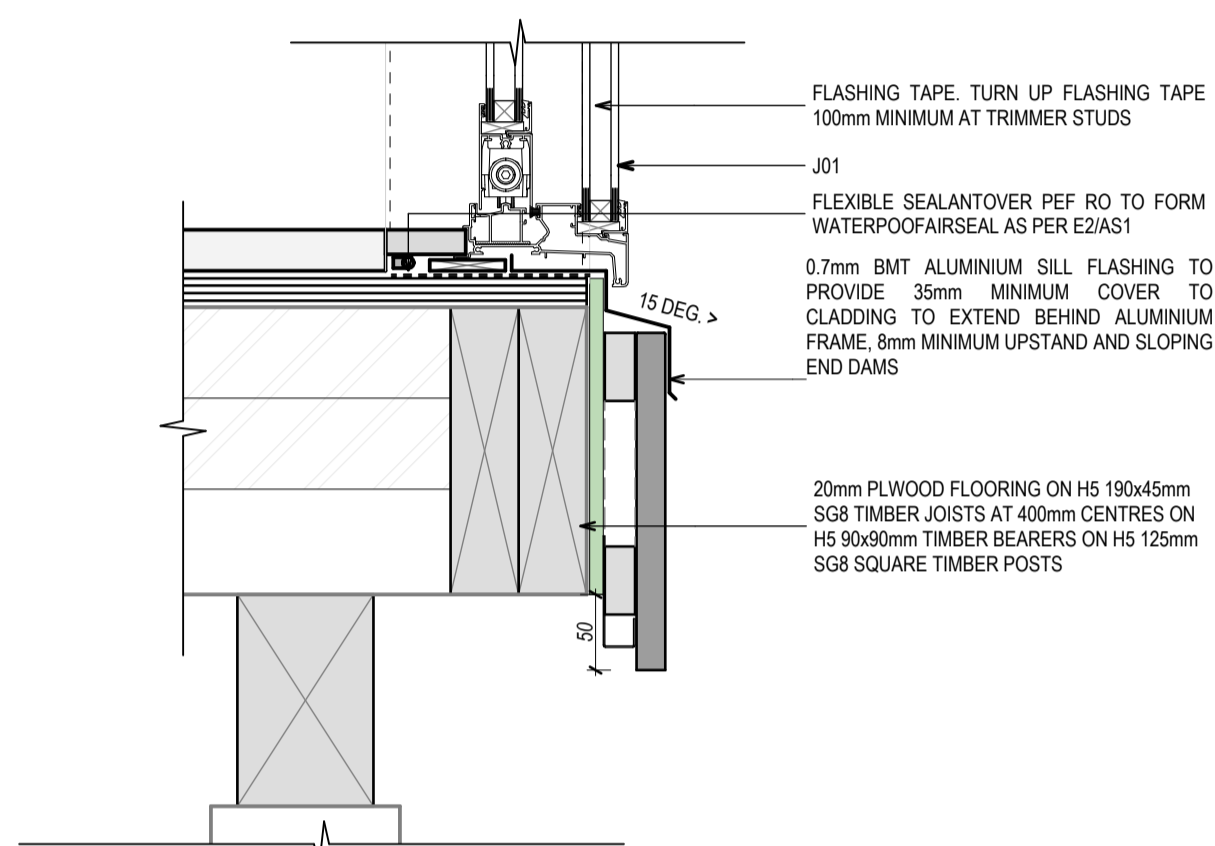 FLASHING TAPE. TURN UP FLASHING TAPE
100mm MINIMUM AT TRIMMER STUDS
J01
FLEXIBLE SEALANTOVER PEF RO TO FORM
WATERPOOFAIRSEAL AS PER E2/AS1
0.7mm BMT ALUMINIUM SILL FLASHING TO
PROVIDE 35mm MINIMUM COVER TO
CLADDING TO EXTEND BEHIND ALUMINIUM
FRAME, 8mm MINIMUM UPSTAND AND SLOPING
END DAMS
15 DEG. >
20mm PLWOOD FLOORING ON H5 190x45mm
SG8 TIMBER JOISTS AT 400mm CENTRES ON
H5 90x90mm TIMBER BEARERS ON H5 125mm
SG8 SQUARE TIMBER POSTS
50